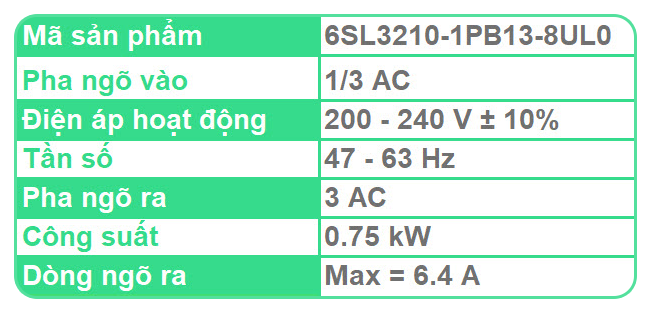 Mã sản phẩm 6SL3210-1PB13-8UL0
Pha ngõ vào 1/3 AC
Điện áp hoạt động 200 - 240 V ± 10%
Tần số 47 - 63 Hz
Pha ngõ ra 3 AC
Công suất 0.75 kW
Dòng ngõ ra Max = 6.4 A